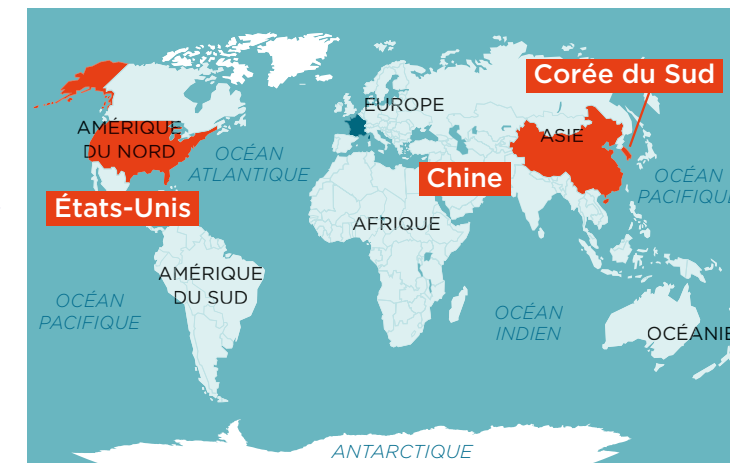 Corée du Sud
EUROPE
AMÉRIQUE
DU NORD
ASIE
OCÉAN
ATLANTIQUE
Chine
OCÉAN
PACIFIQUE
États-Unis
AFRIQUE
AMÉRIQUE
DU SUD
OCÉAN
PACIFIQUE
OCÉAN
INDIEN
OCÉANIE
ANTARCTIQUE